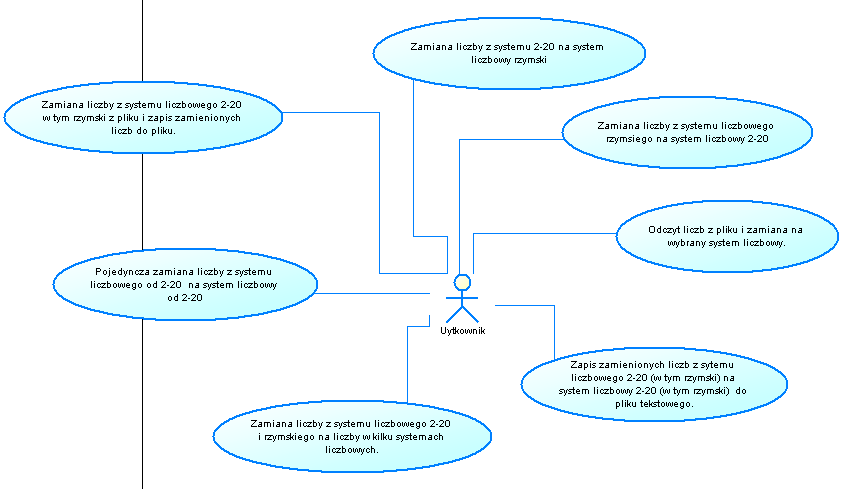 Zamiana liczby z systemu 2-20 na system
liczbowy rzymski
Zamiana liczby z systemu liczbowego 2-20
w tym rzymski z pliku i zapis zamienionych
liczb do pliku.
Zamiana liczby z systemu liczbowego
rzymsiego na system liczbowy 2-20
Odczyt liczb z pliku i zamiana na
wybrany system liczbowy.
Pojedyncza zamiana liczby z systemu
liczbowego od 2-20 na system liczbowy
od 2-20
Uytkownik
Zapis zamienionych liczb z sytemu
liczbowego 2-20 (w tym rzymski) na
system liczbowy 2-20 (w tym rzymski) do
pliku tekstowego.
Zamiana liczby z systemu liczbowego 2-20
i rzymskiego na liczby w kilku systemach
liczbowych.